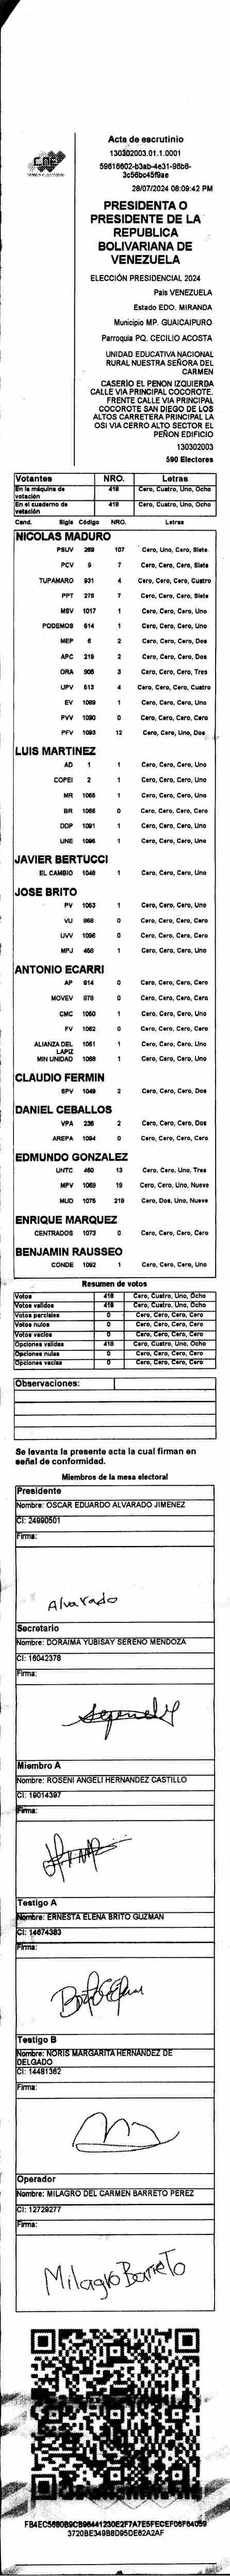 CNE
Acta de escrutinio
130302003.01.1.0001
59616602-b3ab-4e31-96b8-
3c56bc45f9ae
28/07/2024 08:09:42 PM
PRESIDENTA O
PRESIDENTE DE LA
REPUBLICA
BOLIVARIANA DE
VENEZUELA
ELECCIÓN PRESIDENCIAL 2024
Pais VENEZUELA
Estado EDO. MIRANDA
Municipio MP. GUAICAIPURO
Parroquia PQ. CECILIO ACOSTA
UNIDAD EDUCATIVA NACIONAL
RURAL NUESTRA SEÑORA DEL
CARMEN
CASERIO EL PENON IZQUIERDA
CALLE VIA PRINCIPAL COCOROTE.
FRENTE CALLE VIA PRINCIPAL
COCOROTE SAN DIEGO DE LOS
ALTOS CARRETERA PRINCIPAL LA
OSI VIA CERRO ALTO SECTOR EL
PEÑON EDIFICIO
130302003
590 Electores
Votantes NRO. Letras
En la máquina de votación 418 Cero, Cuatro, Uno, Ocho
En el cuaderno de votación 418 Cero, Cuatro, Uno, Ocho
Cand. Sigls Código NRO. Letras
NICOLAS MADURO
PSUV 269 107 Cero, Uno, Cero, Siete
PCV 9 7 Cero, Cero, Cero, Siete
TUPAMARO 931 4 Cero, Cero, Cero, Cuatro
PPT 276 7 Cero, Cero, Cero, Siete
MSV 1017 1 Cero, Cero, Cero, Uno
PODEMOS 614 1 Cero, Cero, Cero, Uno
MEP 6 2 Cero, Cero, Cero, Dos
APC 219 2 Cero, Cero, Cero, Dos
ORA 906 3 Cero, Cero, Cero, Tres
UPV 513 4 Cero, Cero, Cero, Cuatro
EV 1089 1 Cero, Cero, Cero, Uno
PVV 1090 0 Cero, Cero, Cero, Cero
PFV 1093 12 Cero, Cero, Uno, Dos
LUIS MARTINEZ
AD 1 1 Cero, Cero, Cero, Uno
COPEI 2 1 Cero, Cero, Cero, Uno
MR 1065 1 Cero, Cero, Cero, Uno
BR 1066 0 Cero, Cero, Cero, Cero
DDP 1091 1 Cero, Cero, Cero, Uno
UNE 1096 1 Cero, Cero, Cero, Uno
JAVIER BERTUCCI
EL CAMBIO 1048 1 Cero, Cero, Cero, Uno
JOSE BRITO
PV 1053 1 Cero, Cero, Cero, Uno
VU 868 0 Cero, Cero, Cero, Cero
UVV 1098 0 Cero, Cero, Cero, Cero
MPJ 458 1 Cero, Cero, Cero, Uno
ANTONIO ECARRI
AP 914 0 Cero, Cero, Cero, Cero
MOVEV 979 0 Cero, Cero, Cero, Cero
CMC 1050 1 Cero, Cero, Cero, Uno
FV 1062 0 Cero, Cero, Cero, Cero
ALIANZA DEL LAPIZ 1051 1 Cero, Cero, Cero, Uno
MIN UNIDAD 1068 1 Cero, Cero, Cero, Uno
CLAUDIO FERMIN
SPV 1049 2 Cero, Cero, Cero, Dos
DANIEL CEBALLOS
VPA 236 2 Cero, Cero, Cero, Dos
AREPA 1094 0 Cero, Cero, Cero, Cero
EDMUNDO GONZALEZ
UNTC 460 13 Cero, Cero, Uno, Tres
MPV 1069 19 Cero, Cero, Uno, Nueve
MUD 1075 219 Cero, Dos, Uno, Nueve
ENRIQUE MARQUEZ
CENTRADOS 1073 0 Cero, Cero, Cero, Cero
BENJAMIN RAUSSEO
CONDE 1092 1 Cero, Cero, Cero, Uno
Resumen de votos
Votos 418 Cero, Cuatro, Uno, Ocho
Votos validos 418 Cero, Cuatro, Uno, Ocho
Votos parciales 0 Cero, Cero, Cero, Cero
Votos nulos 0 Cero, Cero, Cero, Cero
Votos vacios 0 Cero, Cero, Cero, Cero
Opciones validas 418 Cero, Cuatro, Uno, Ocho
Opciones nulas 0 Cero, Cero, Cero, Cero
Opciones vacias 0 Cero, Cero, Cero, Cero
Observaciones:
Se levanta la presente acta la cual firman en
señal de conformidad.
Miembros de la mesa electoral
Presidente
Nombre: OSCAR EDUARDO ALVARADO JIMENEZ
CI: 24990501
Firma:
Alvarado
Secretario
Nombre: DORAIMA YUBISAY SERENO MENDOZA
CI: 16042378
Firma:
Miembro A
Nombre: ROSENI ANGELI HERNANDEZ CASTILLO
CI: 19014397
Firma:
Testigo A
Nombre: ERNESTA ELENA BRITO GUZMAN
CI: 14674383
Firma:
Testigo B
Nombre: NORIS MARGARITA HERNANDEZ DE
DELGADO
CI: 14481362
Firma:
Operador
Nombre: MILAGRO DEL CARMEN BARRETO PEREZ
CI: 12729277
Firma:
Milagro Barreto
3720BE349B8D95DE62A2AF